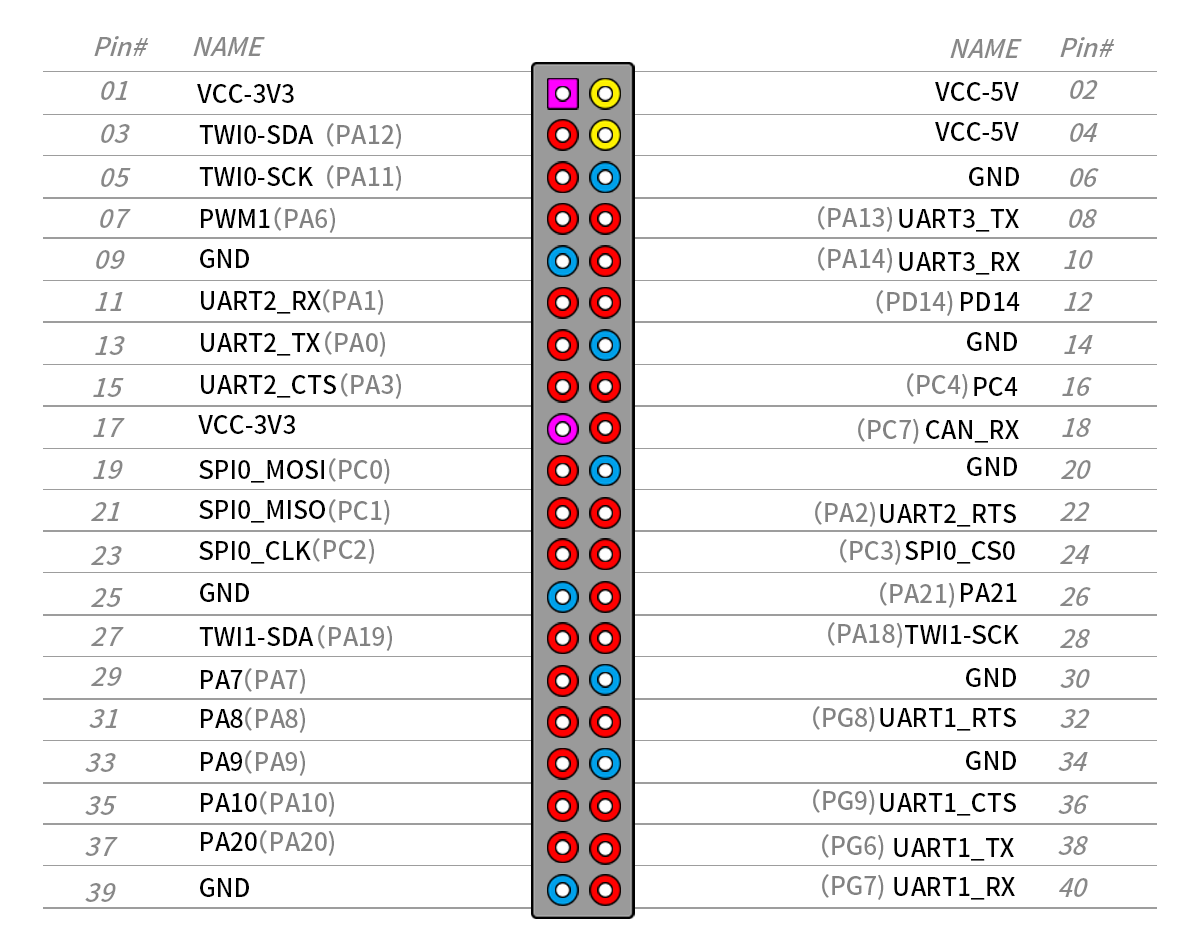 Pin# NAME NAME Pin#
01 VCC-3V3 VCC-5V 02
03 TWI0-SDA (PA12) VCC-5V 04
05 TWI0-SCK (PA11) GND 06
07 PWM1(PA6) (PA13)UART3_TX 08
09 GND (PA14)UART3_RX 10
11 UART2_RX(PA1) (PD14)PD14 12
13 UART2_TX(PA0) GND 14
15 UART2_CTS(PA3) (PC4)PC4 16
17 VCC-3V3 (PC7) CAN_RX 18
19 SPI0_MOSI(PC0) GND 20
21 SPI0_MISO(PC1) (PA2)UART2_RTS 22
23 SPI0_CLK(PC2) (PC3)SPI0_CS0 24
25 GND (PA21)PA21 26
27 TWI1-SDA(PA19) (PA18)TWI1-SCK 28
29 PA7(PA7) GND 30
31 PA8(PA8) (PG8)UART1_RTS 32
33 PA9(PA9) GND 34
35 PA10(PA10) (PG9)UART1_CTS 36
37 PA20(PA20) (PG6) UART1_TX 38
39 GND (PG7) UART1_RX 40